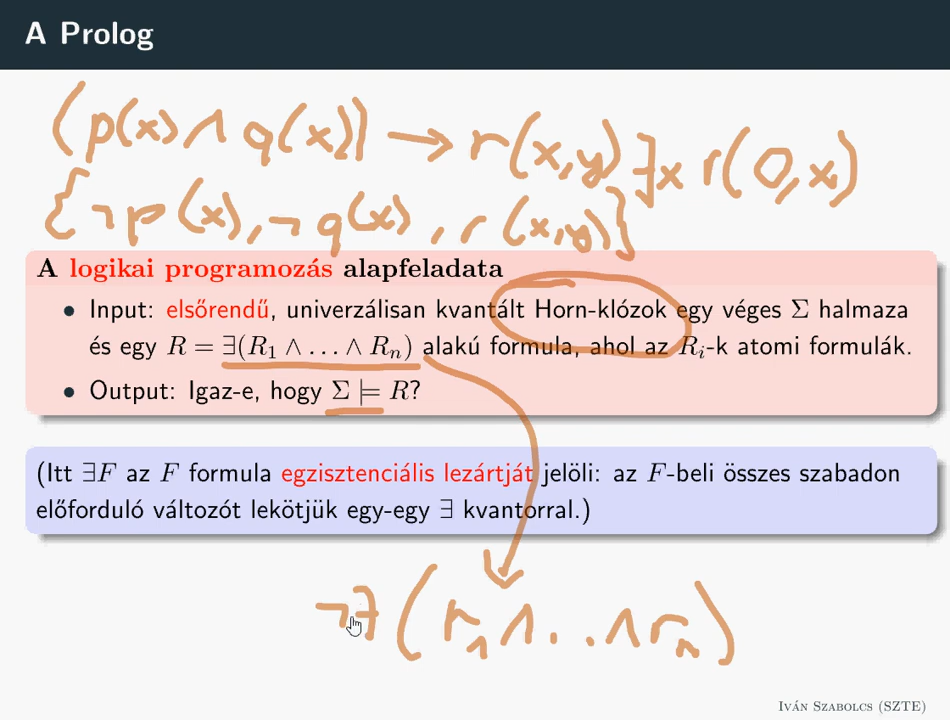 A Prolog
(p(x) ∧ q(x)) → r(x,y) ∃x r(0,x)
{¬p(x), ¬q(x), r(x,y)}
A logikai programozás alapfeladata
• Input: elsőrendű, univerzálisan kvantált Horn-klózok egy véges Σ halmaza
és egy R = ∃(R₁ ∧ … ∧ Rₙ) alakú formula, ahol az Rᵢ-k atomi formulák.
• Output: Igaz-e, hogy Σ ⊨ R?
(Itt ∃F az F formula egzisztenciális lezártját jelöli: az F-beli összes szabadon
előforduló változót lekötjük egy-egy ∃ kvantorral.)
¬∃(r₁ ∧ . . ∧ rₙ)
Iván Szabolcs (SZTE)